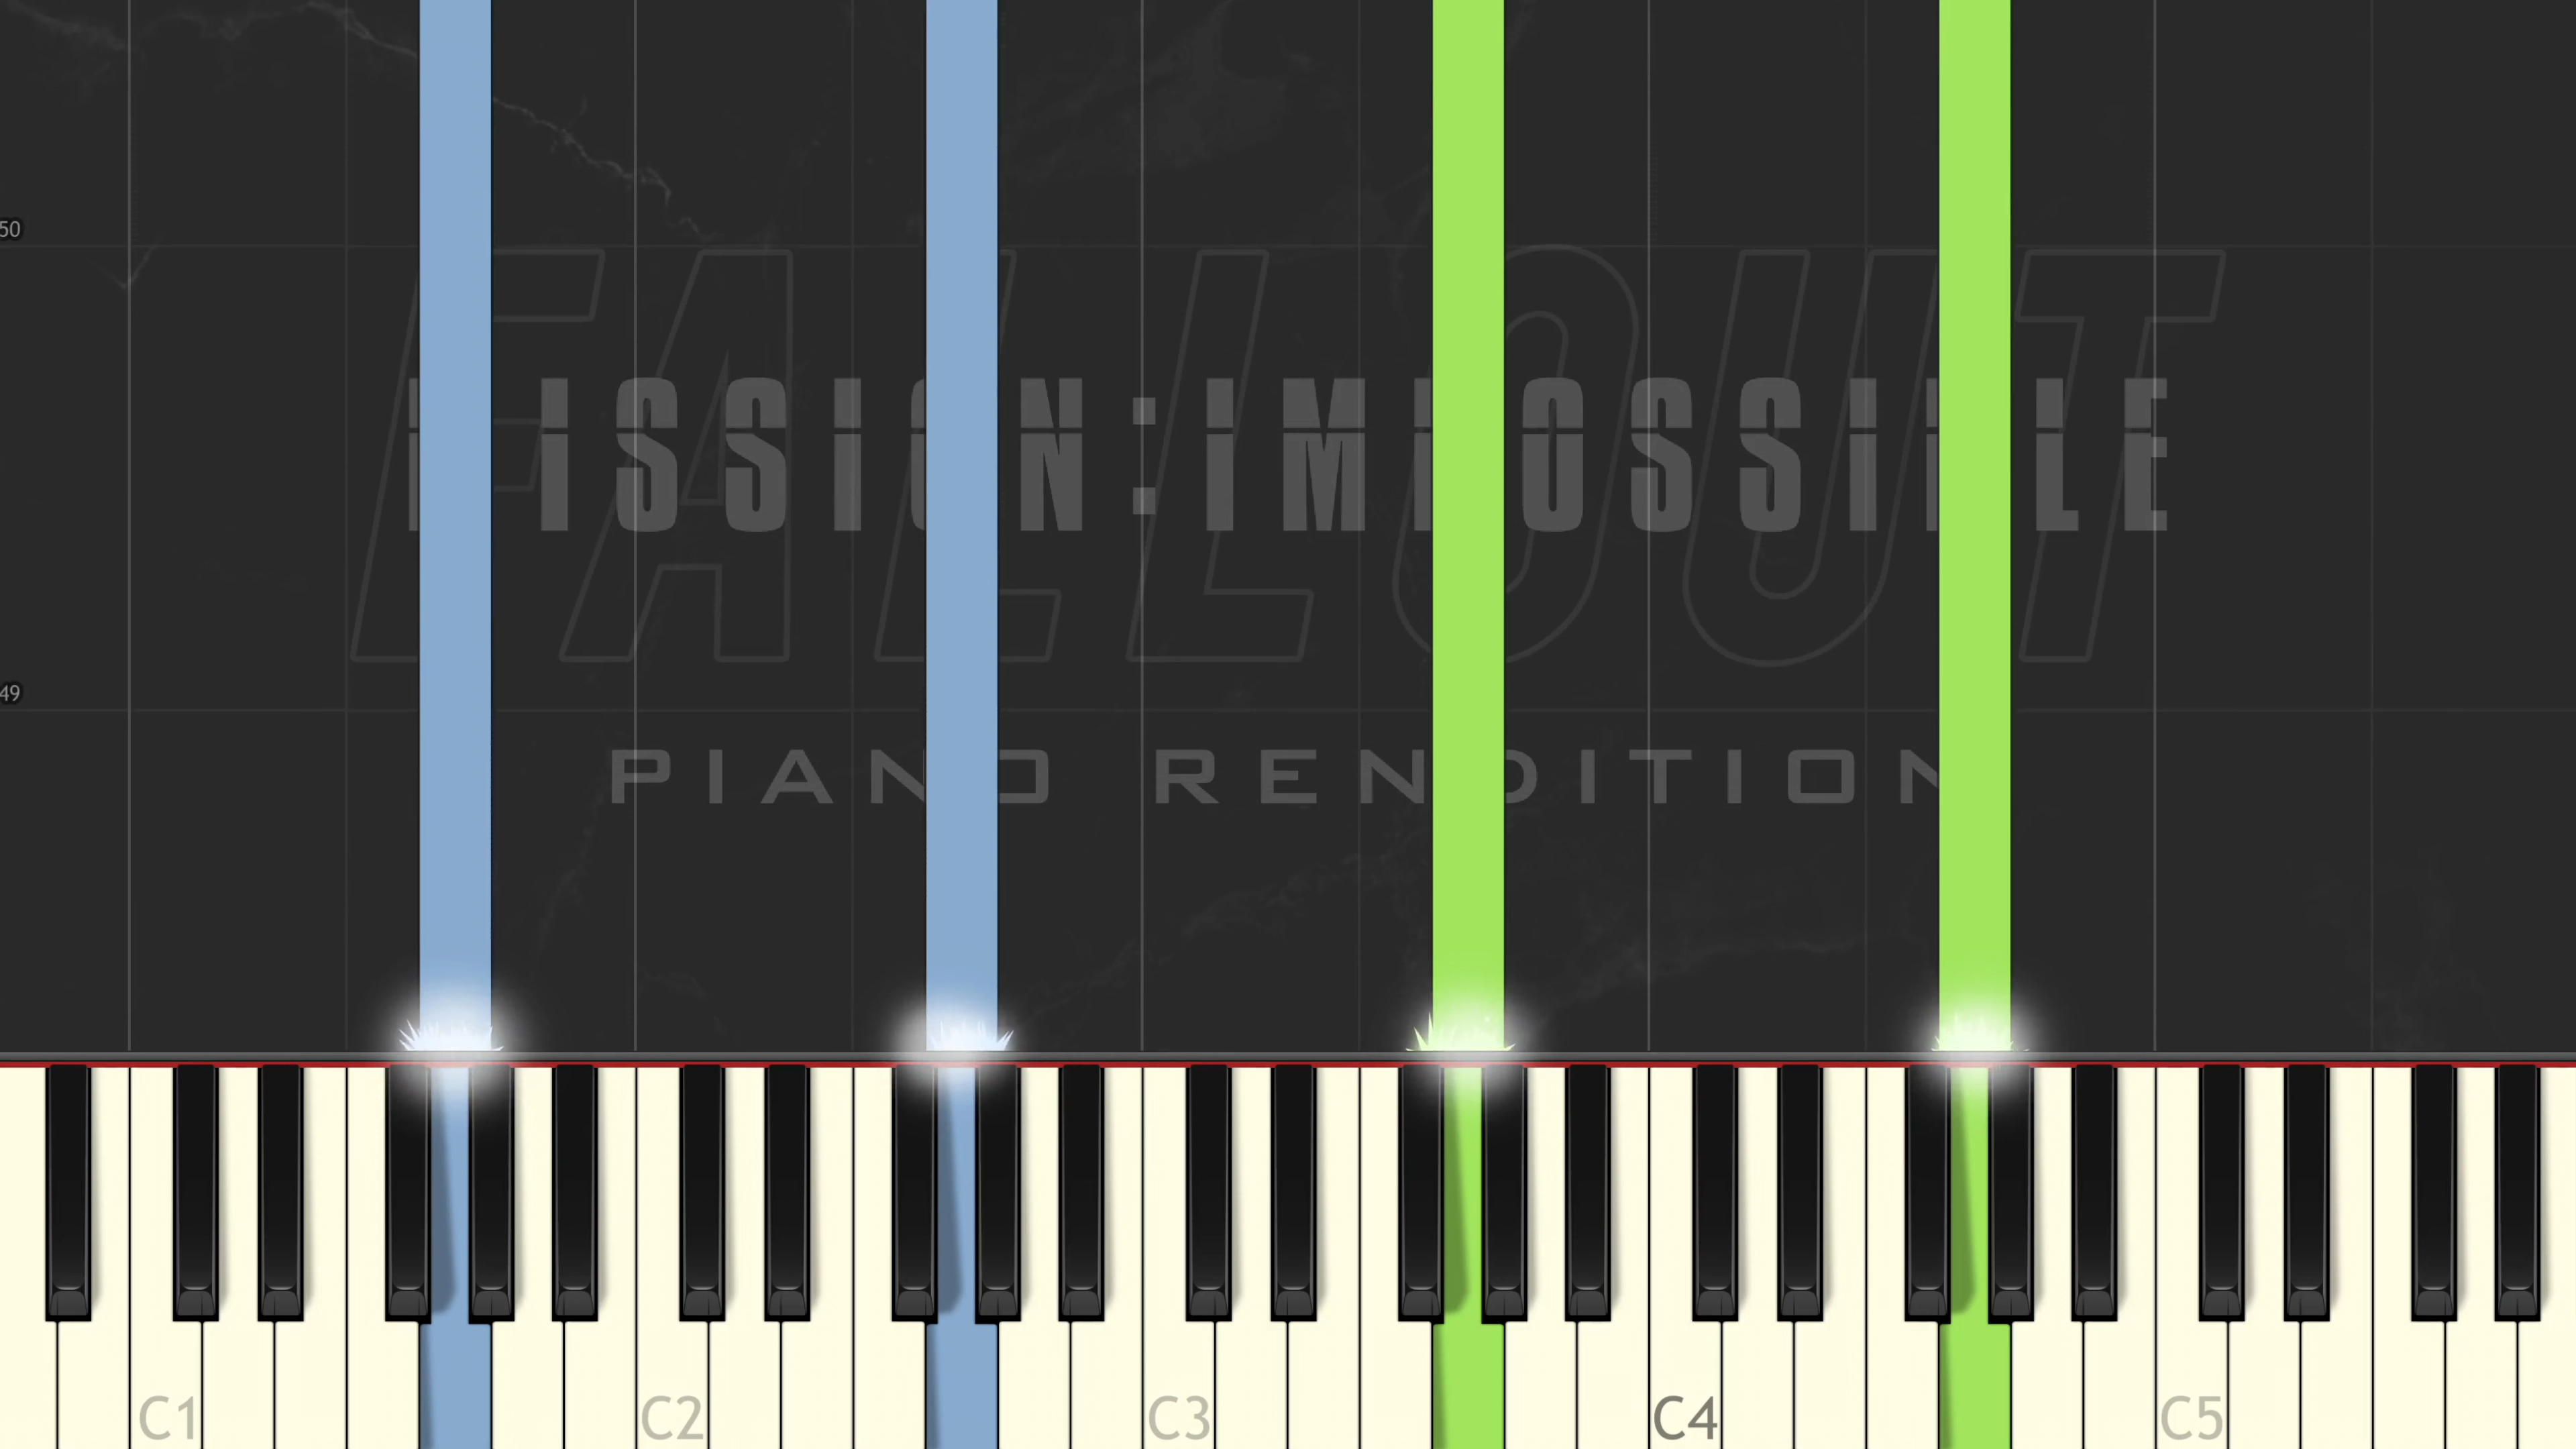 50
FALLOUT
MISSION:IMPOSSIBLE
49
PIANO RENDITION
C1 C2 C3 C4 C5